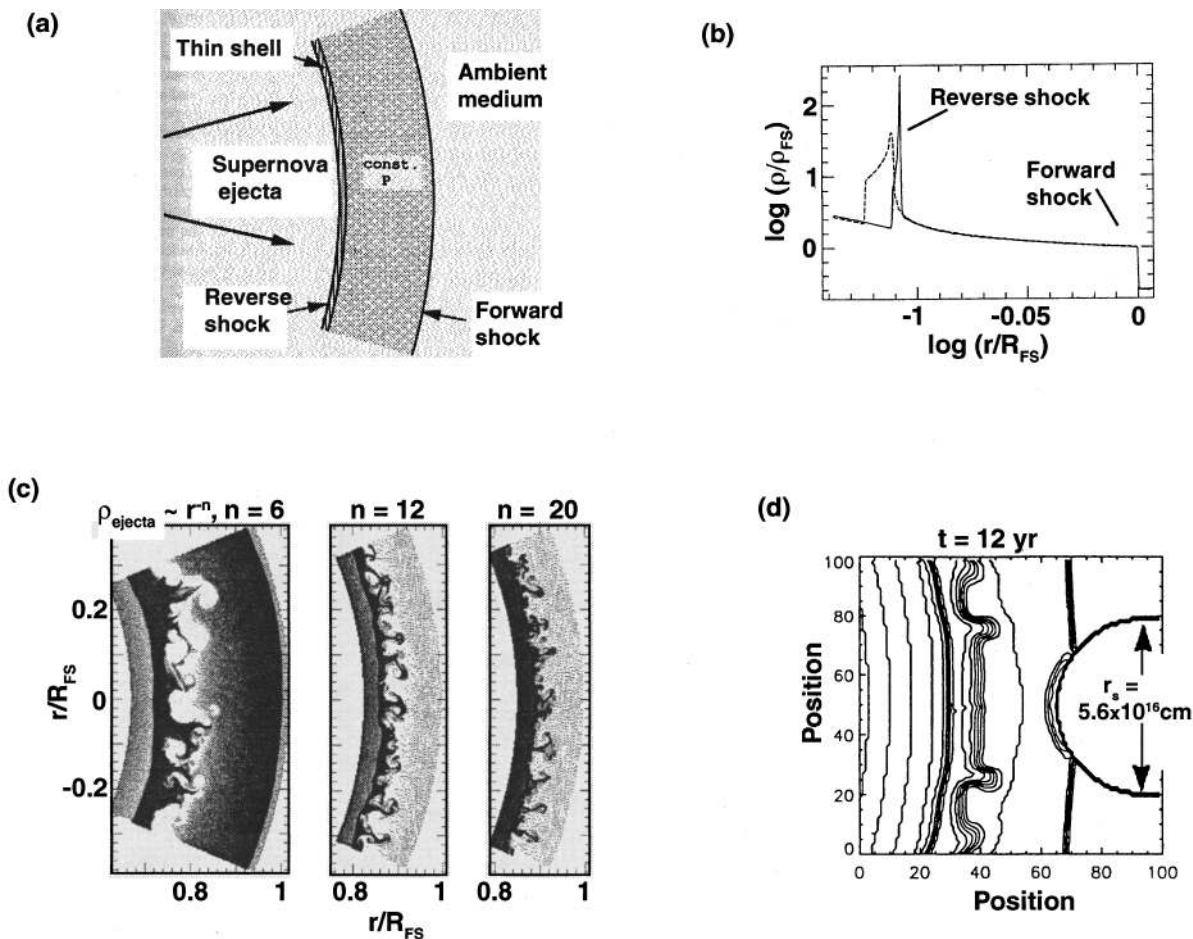 (a)
Thin shell
Ambient
medium
Supernova
ejecta
const.
P
Reverse
shock
Forward
shock
(b)
log (ρ/ρFS)
2
1
0
Reverse shock
Forward
shock
-1
-0.05
0
log (r/RFS)
(c)
ρejecta ~ r-n, n = 6
n = 12
n = 20
r/RFS
0.2
0
-0.2
0.8
1
0.8
1
0.8
1
r/RFS
(d)
t = 12 yr
Position
100
80
60
40
20
0
rs =
5.6x10¹⁶cm
0
20
40
60
80
100
Position